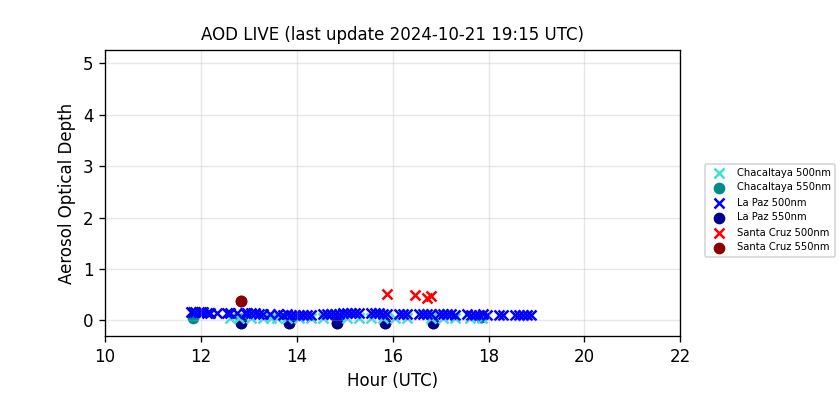 AOD LIVE (last update 2024-10-21 19:15 UTC)
5
4
3
2
1
0
Aerosol Optical Depth
10 12 14 16 18 20 22
Hour (UTC)
Chacaltaya 500nm
Chacaltaya 550nm
La Paz 500nm
La Paz 550nm
Santa Cruz 500nm
Santa Cruz 550nm